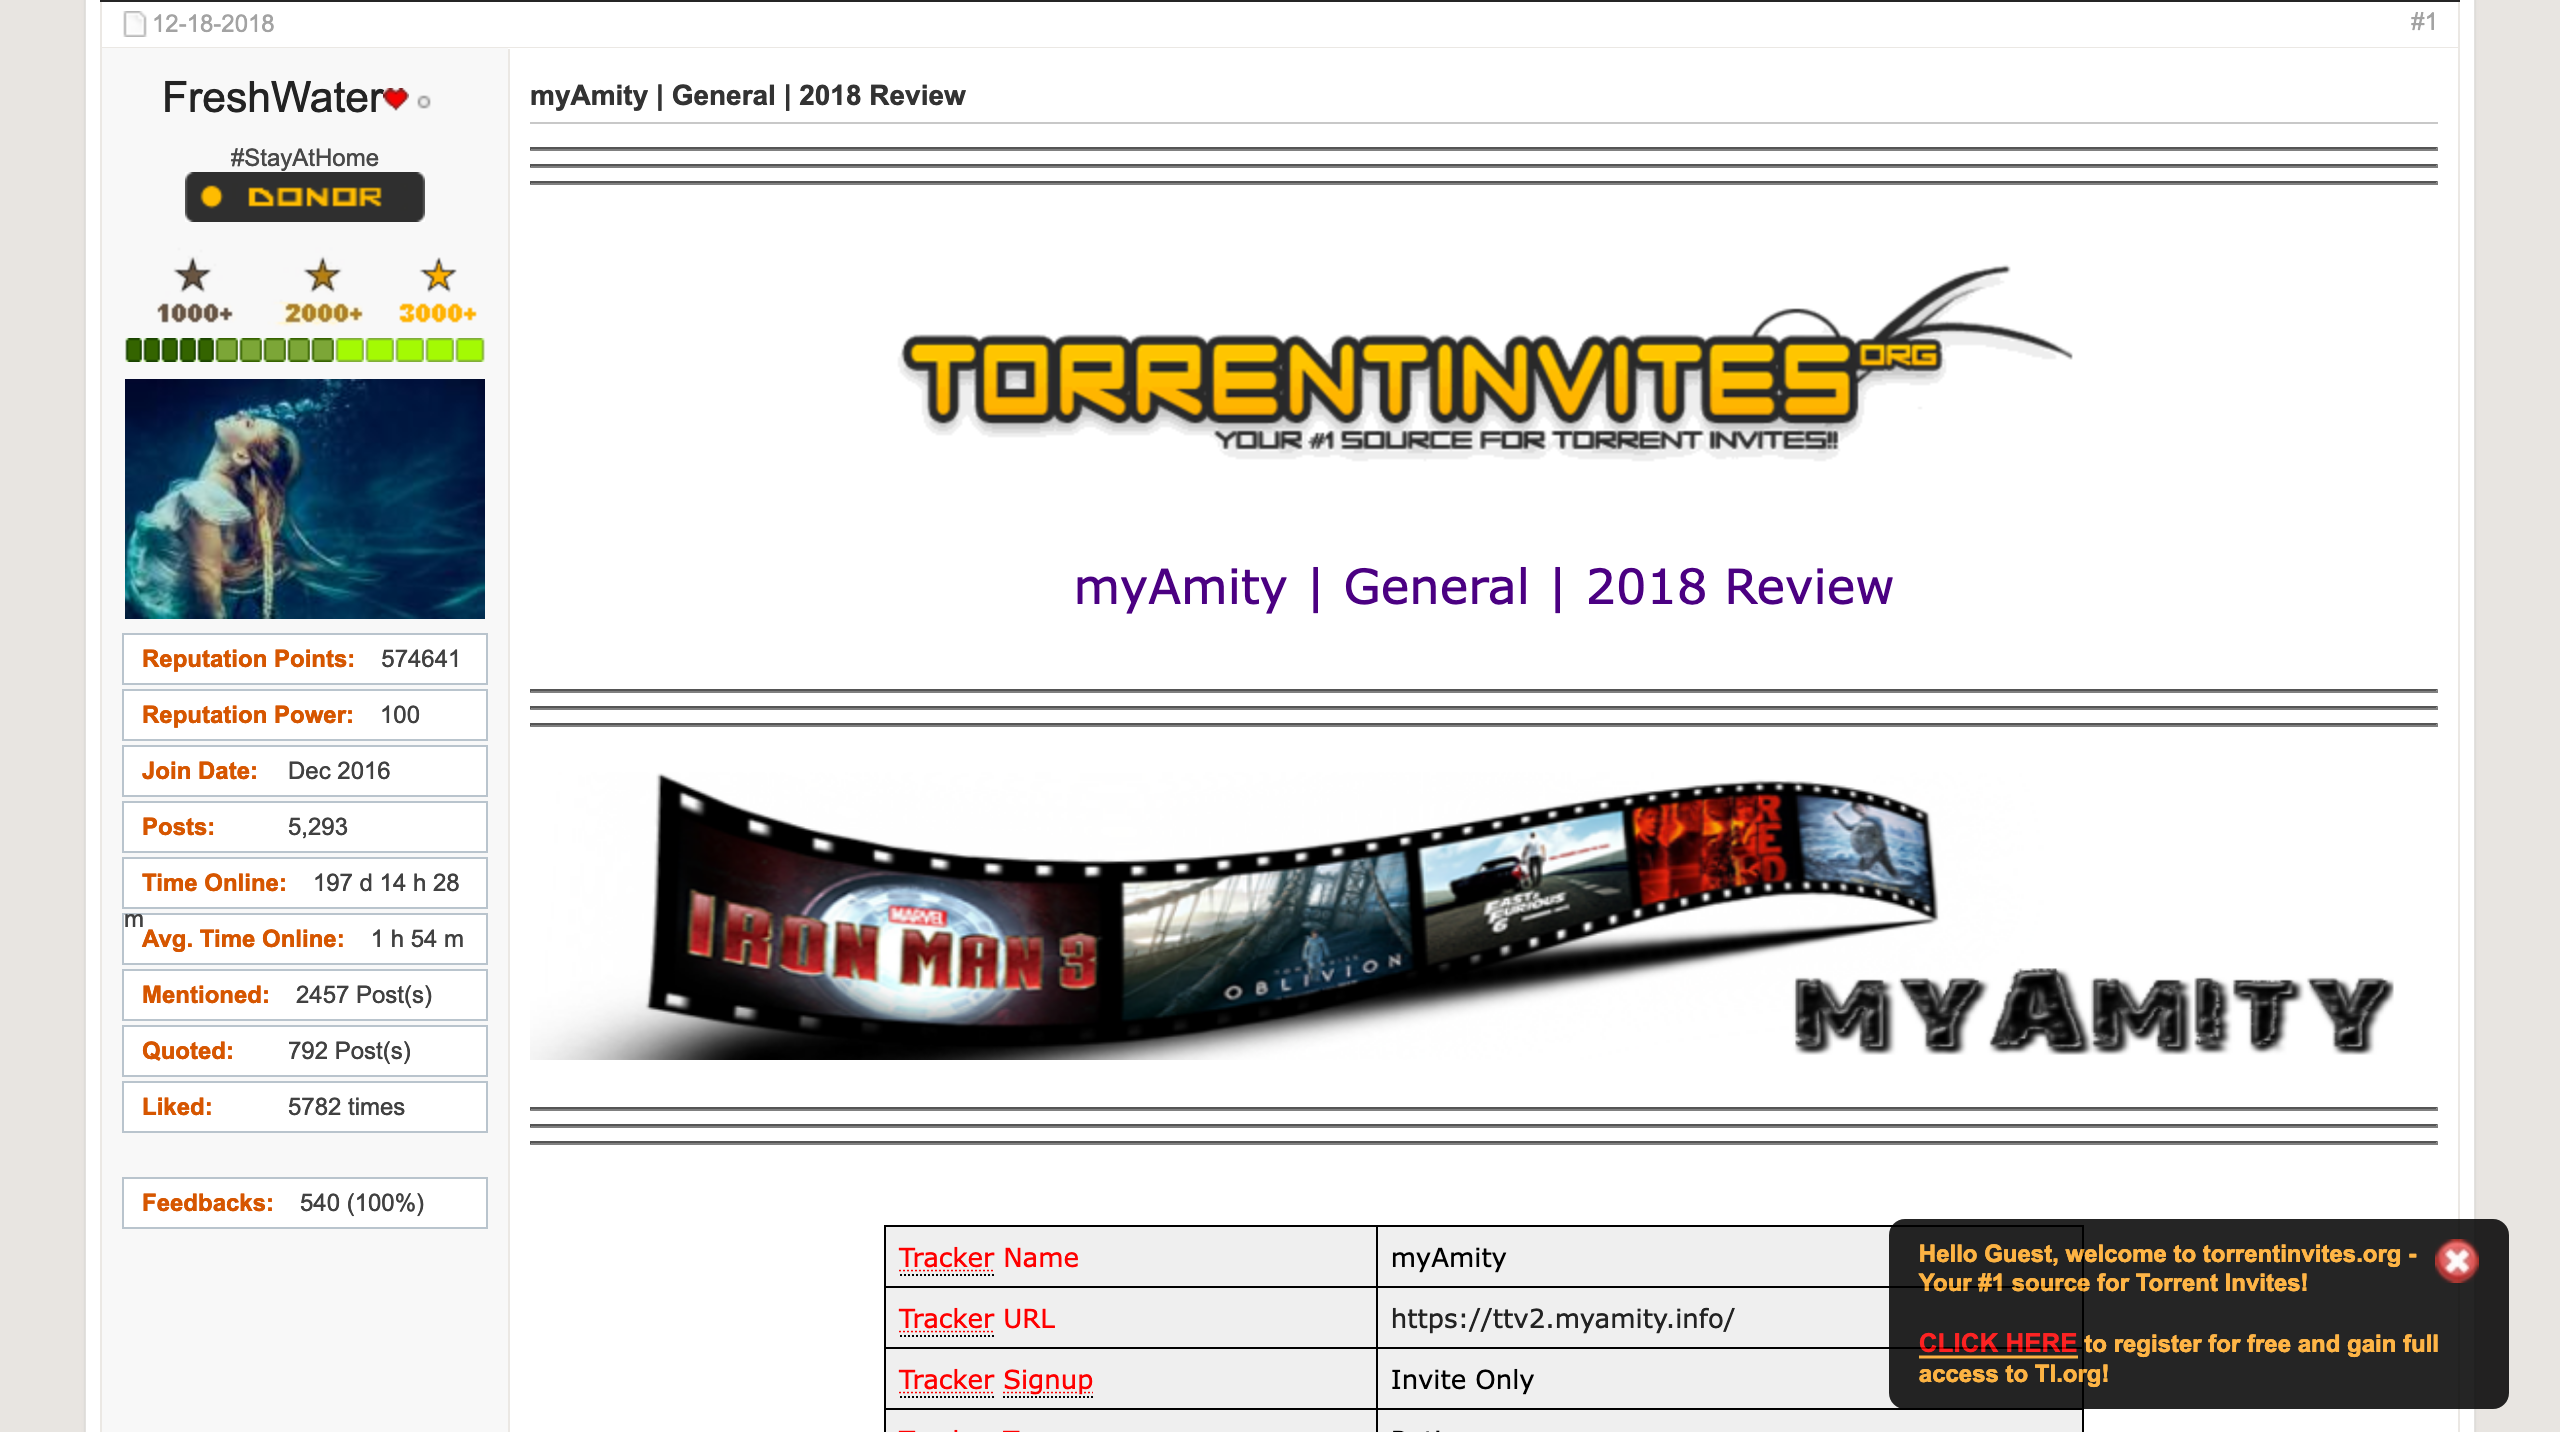 12-18-2018
#1
FreshWater
#StayAtHome
DONOR
1000+ 2000+ 3000+
Reputation Points: 574641
Reputation Power: 100
Join Date: Dec 2016
Posts: 5,293
Time Online: 197 d 14 h 28
m
Avg. Time Online: 1 h 54 m
Mentioned: 2457 Post(s)
Quoted: 792 Post(s)
Liked: 5782 times
Feedbacks: 540 (100%)
myAmity | General | 2018 Review
TORRENTINVITES ORG
YOUR #1 SOURCE FOR TORRENT INVITES!!
myAmity | General | 2018 Review
MARVEL
IRON MAN 3
OBLIVION
FAST & FURIOUS 6
RED
MYAMITY
Tracker Name myAmity
Tracker URL https://ttv2.myamity.info/
Tracker Signup Invite Only
Hello Guest, welcome to torrentinvites.org -
Your #1 source for Torrent Invites!
CLICK HERE to register for free and gain full
access to TI.org!